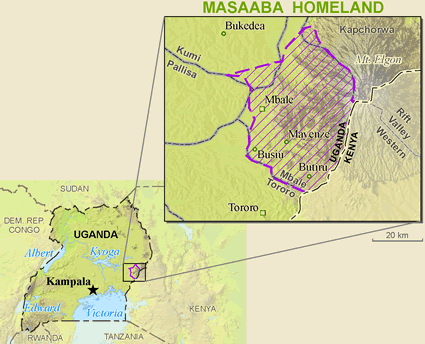 MASAABA HOMELAND
Bukedea
Kapchorwa
Kumi
Pallisa
Mt. Elgon
Mbale
Mayenze
UGANDA
KENYA
Rift
Valley
Western
Busiu
Butiru
Mbale
Tororo
Tororo
20 km
SUDAN
DEM. REP
CONGO
UGANDA
Albert
Kyoga
Kampala
KENYA
Edward
Victoria
RWANDA
TANZANIA